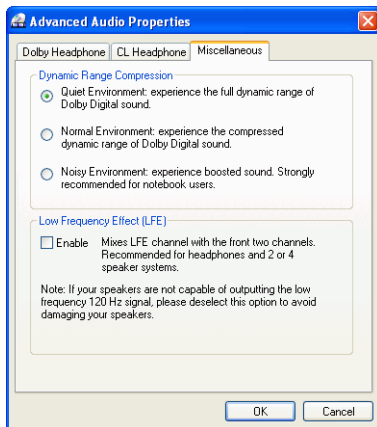 Advanced Audio Properties
Dolby Headphone CL Headphone Miscellaneous
Dynamic Range Compression
Quiet Environment: experience the full dynamic range of
Dolby Digital sound.
Normal Environment: experience the compressed
dynamic range of Dolby Digital sound.
Noisy Environment: experience boosted sound. Strongly
recommended for notebook users.
Low Frequency Effect (LFE)
Enable Mixes LFE channel with the front two channels.
Recommended for headphones and 2 or 4
speaker systems.
Note: If your speakers are not capable of outputting the low
frequency 120 Hz signal, please deselect this option to avoid
damaging your speakers.
OK Cancel